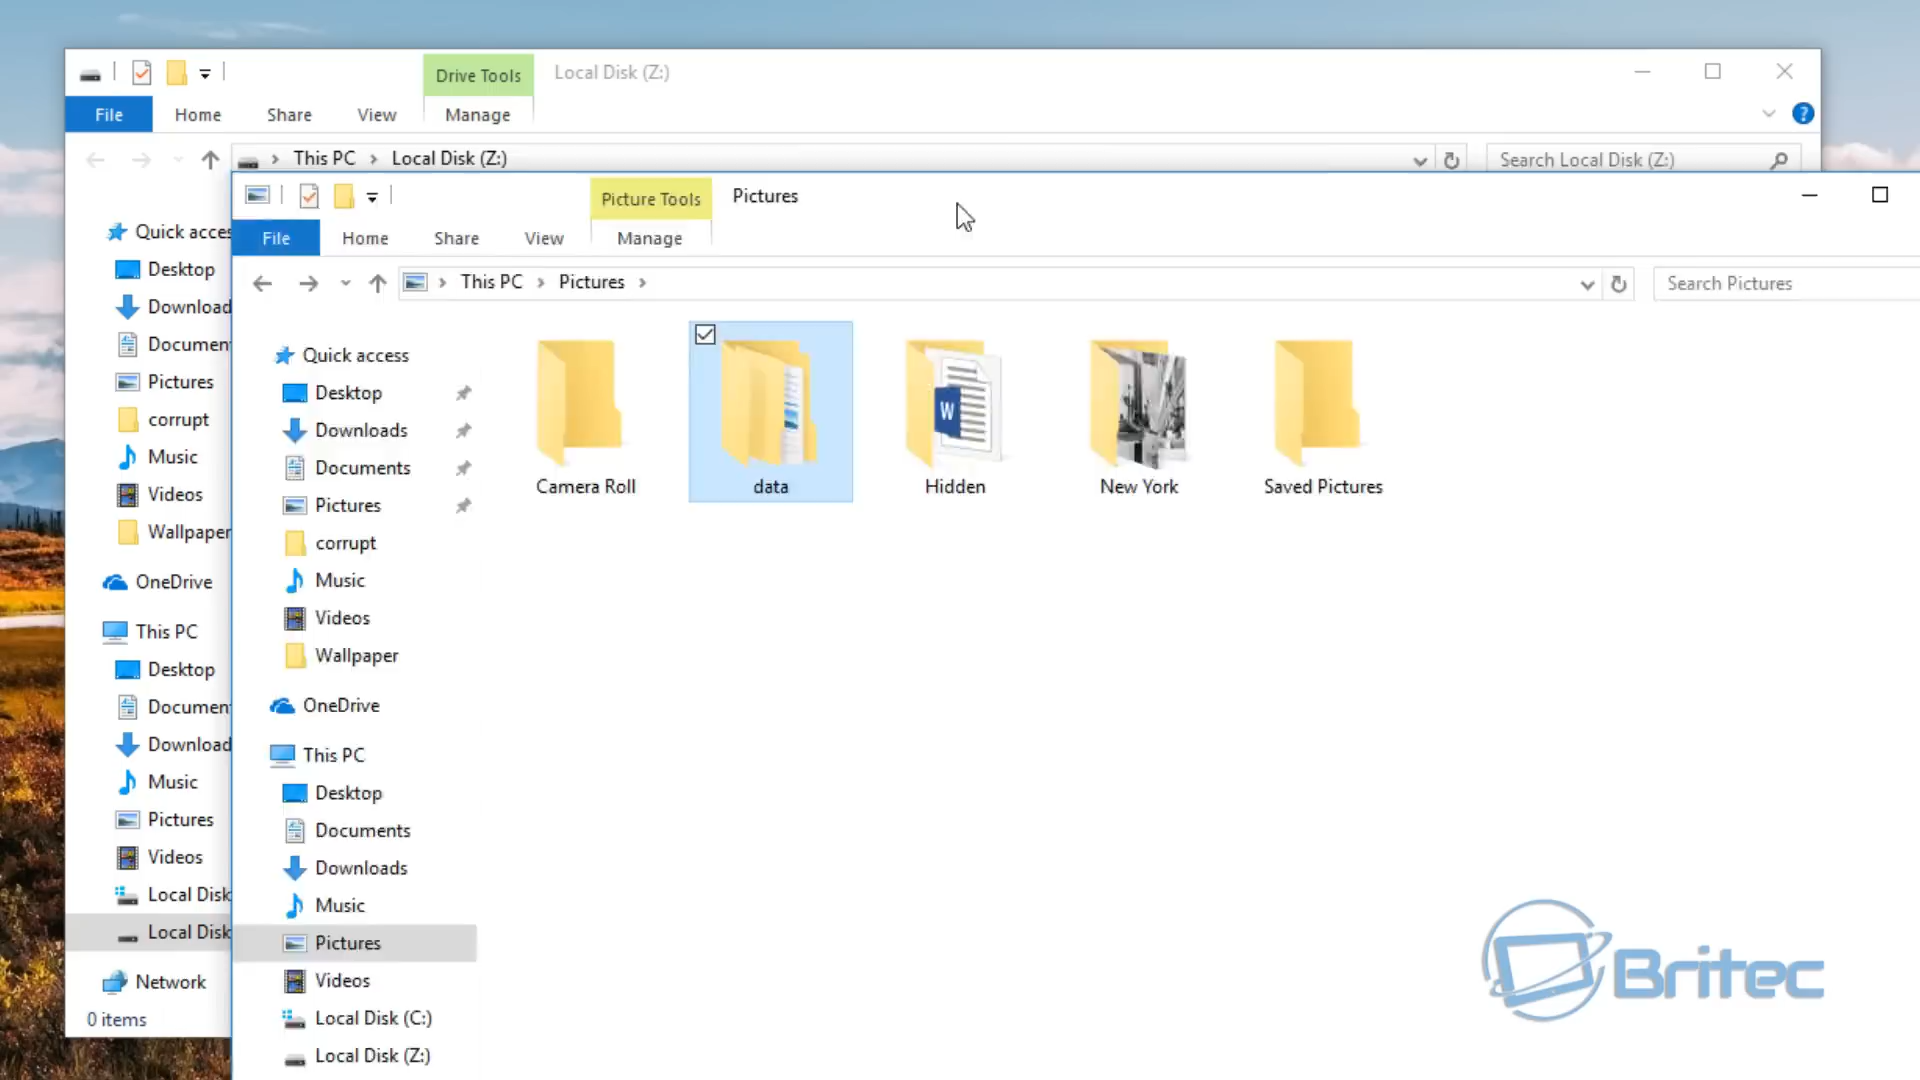 Drive Tools
Local Disk (Z:)
File
Home
Share
View
Manage
This PC
Local Disk (Z:)
Search Local Disk (Z:)
Quick acces
Desktop
Download
Documen
Pictures
corrupt
Music
Videos
Wallpaper
OneDrive
This PC
Desktop
Documen
Download
Music
Pictures
Videos
Local Disk
Local Disk
Network
0 items
Picture Tools
Pictures
File
Home
Share
View
Manage
This PC
Pictures
Search Pictures
Quick access
Desktop
Downloads
Documents
Pictures
corrupt
Music
Videos
Wallpaper
OneDrive
This PC
Desktop
Documents
Downloads
Music
Pictures
Videos
Local Disk (C:)
Local Disk (Z:)
Camera Roll
data
W
Hidden
New York
Saved Pictures
Britec